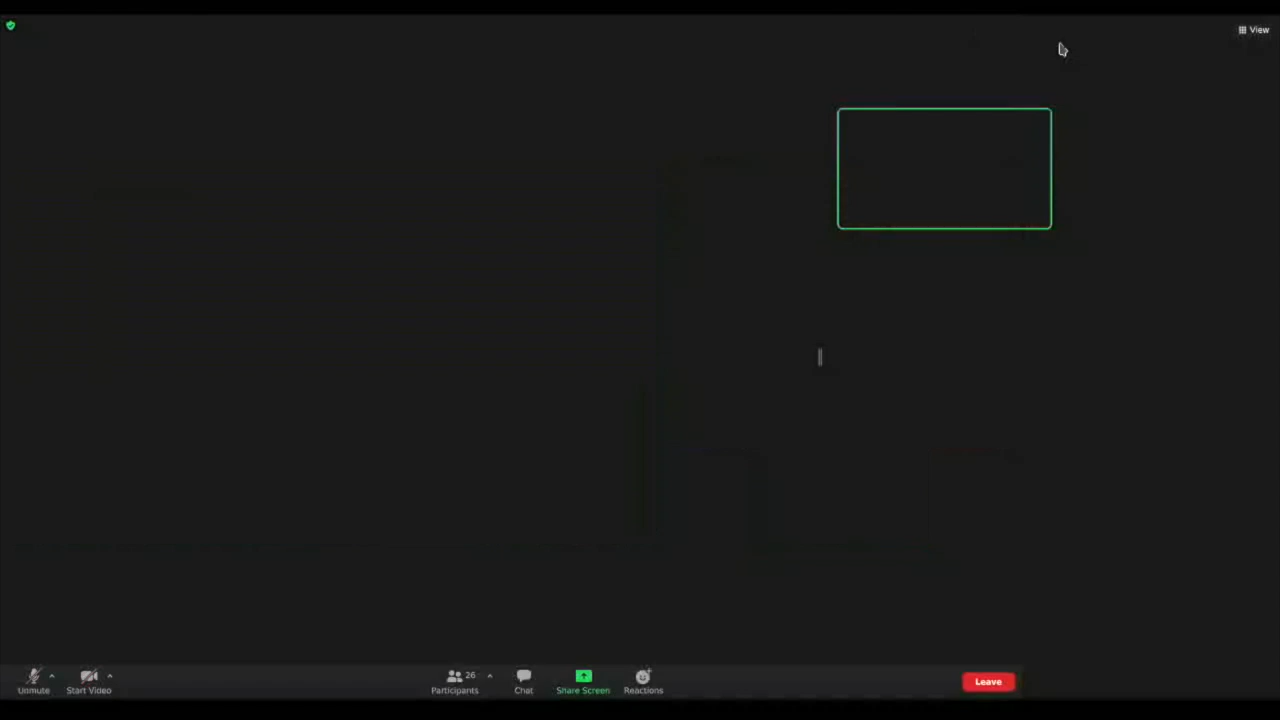 View
26
Unmute
Start Video
Participants
Chat
Share Screen
Reactions
Leave